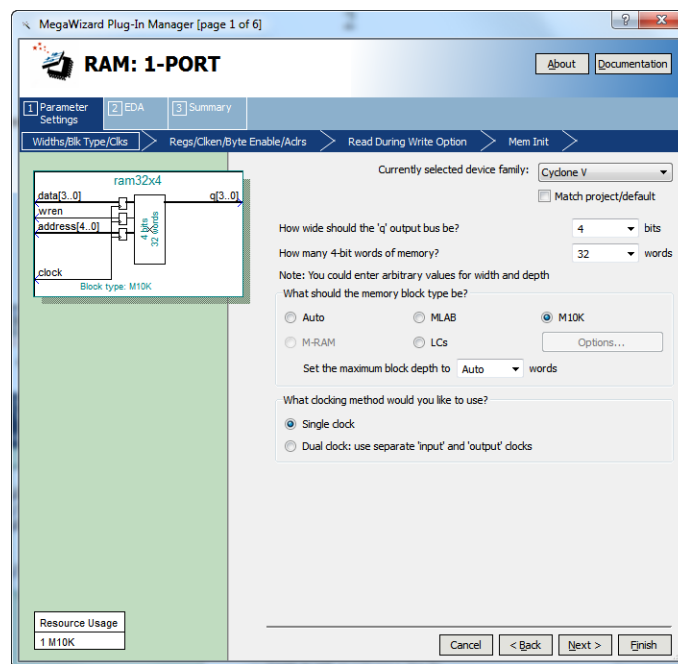 MegaWizard Plug-In Manager [page 1 of 6]
RAM: 1-PORT
About
Documentation
1 Parameter Settings
2 EDA
3 Summary
Widths/Blk Type/Clks
Regs/Clken/Byte Enable/Adrs
Read During Write Option
Mem Init
Currently selected device family:
Cyclone V
Match project/default
ram32x4
data[3..0]
q[3..0]
wren
address[4..0]
4 bits
32 words
clock
Block type: M10K
How wide should the 'q' output bus be?
4
bits
How many 4-bit words of memory?
32
words
Note: You could enter arbitrary values for width and depth
What should the memory block type be?
Auto
MLAB
M10K
M-RAM
LCs
Options...
Set the maximum block depth to
Auto
words
What clocking method would you like to use?
Single clock
Dual clock: use separate 'input' and 'output' clocks
Resource Usage
1 M10K
Cancel
< Back
Next >
Finish